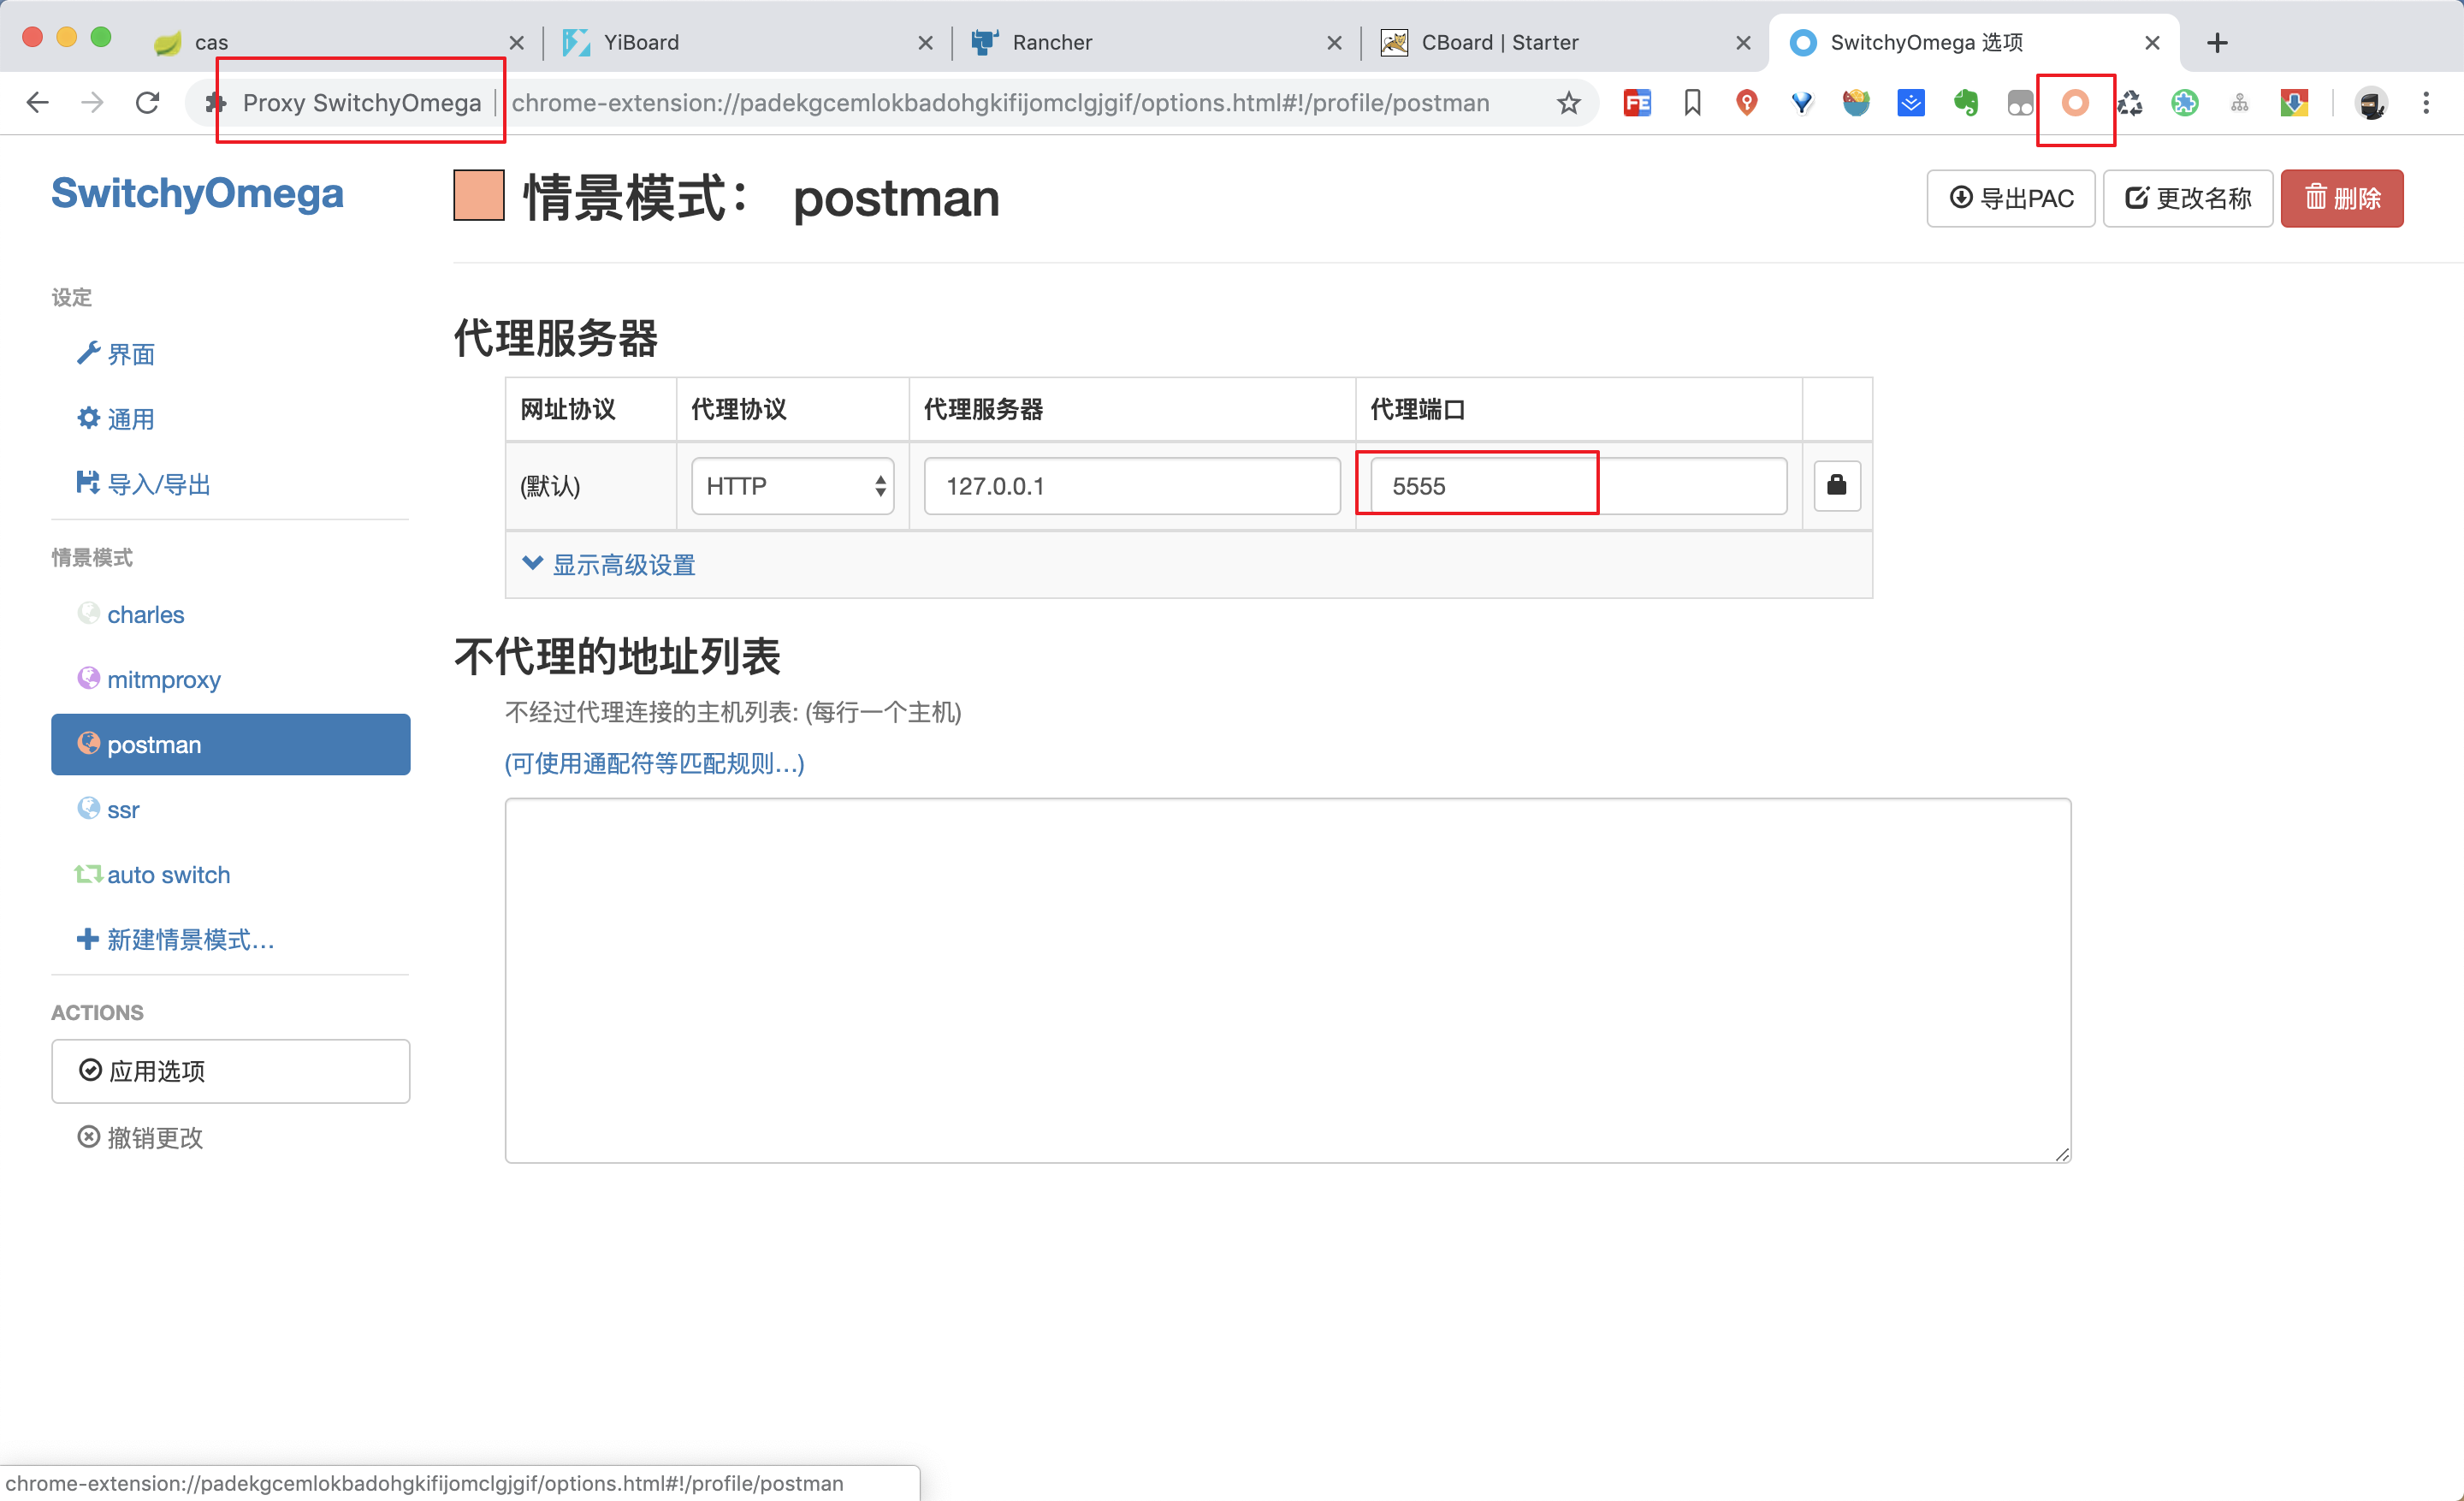 cas
YiBoard
Rancher
CBoard | Starter
SwitchyOmega 选项
Proxy SwitchyOmega
chrome-extension://padekgcemlokbadohgkifijomclgjgif/options.html#!/profile/postman
FE
SwitchyOmega
情景模式： postman
导出PAC
更改名称
删除
设定
界面
通用
导入/导出
情景模式
charles
mitmproxy
postman
ssr
auto switch
新建情景模式…
ACTIONS
应用选项
撤销更改
代理服务器
网址协议 代理协议 代理服务器 代理端口
(默认) HTTP 127.0.0.1 5555
显示高级设置
不代理的地址列表
不经过代理连接的主机列表: (每行一个主机)
(可使用通配符等匹配规则…)
chrome-extension://padekgcemlokbadohgkifijomclgjgif/options.html#!/profile/postman